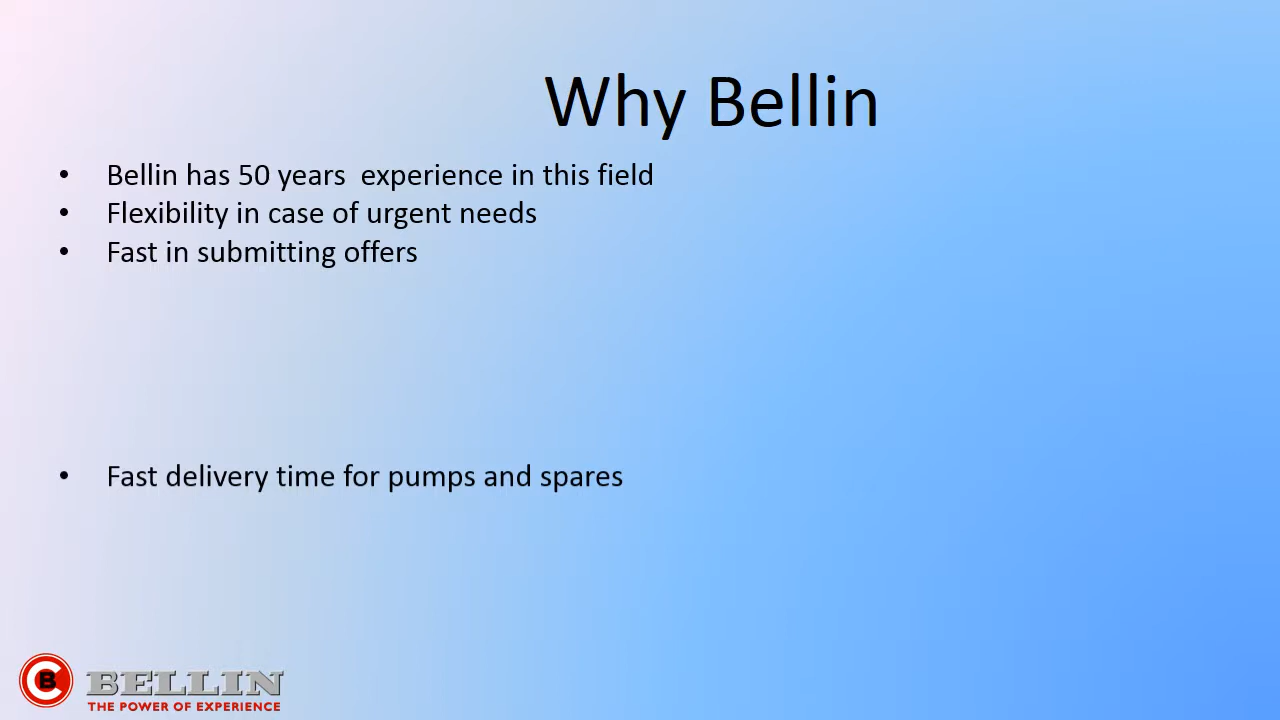 Why Bellin
• Bellin has 50 years  experience in this field
• Flexibility in case of urgent needs
• Fast in submitting offers
• Fast delivery time for pumps and spares
CB BELLIN
THE POWER OF EXPERIENCE